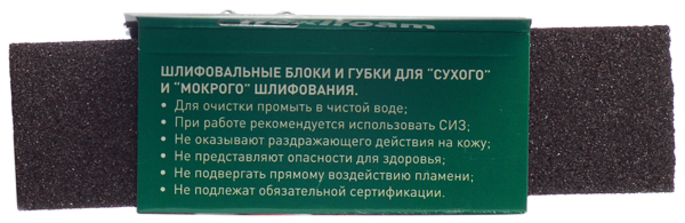 flexifoam
ШЛИФОВАЛЬНЫЕ БЛОКИ И ГУБКИ ДЛЯ "СУХОГО"
И "МОКРОГО" ШЛИФОВАНИЯ.
• Для очистки промыть в чистой воде;
• При работе рекомендуется использовать СИЗ;
• Не оказывают раздражающего действия на кожу;
• Не представляют опасности для здоровья;
• Не подвергать прямому воздействию пламени;
• Не подлежат обязательной сертификации.